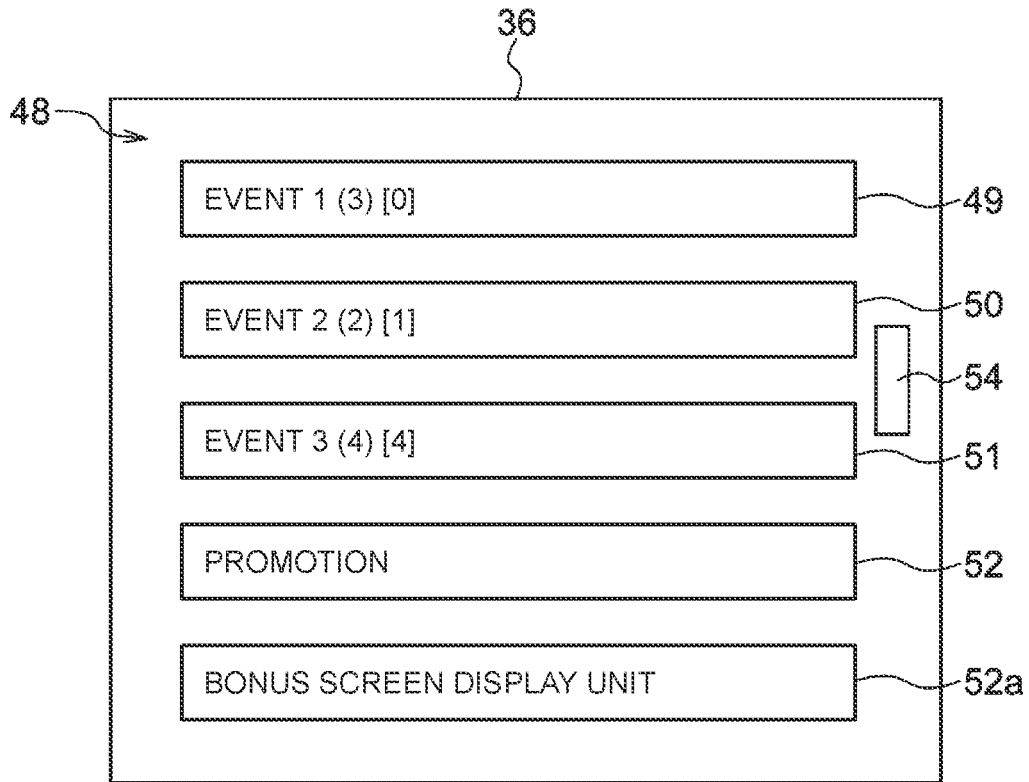 36
48
EVENT 1 (3) [0]
49
EVENT 2 (2) [1]
50
54
EVENT 3 (4) [4]
51
PROMOTION
52
BONUS SCREEN DISPLAY UNIT
52a